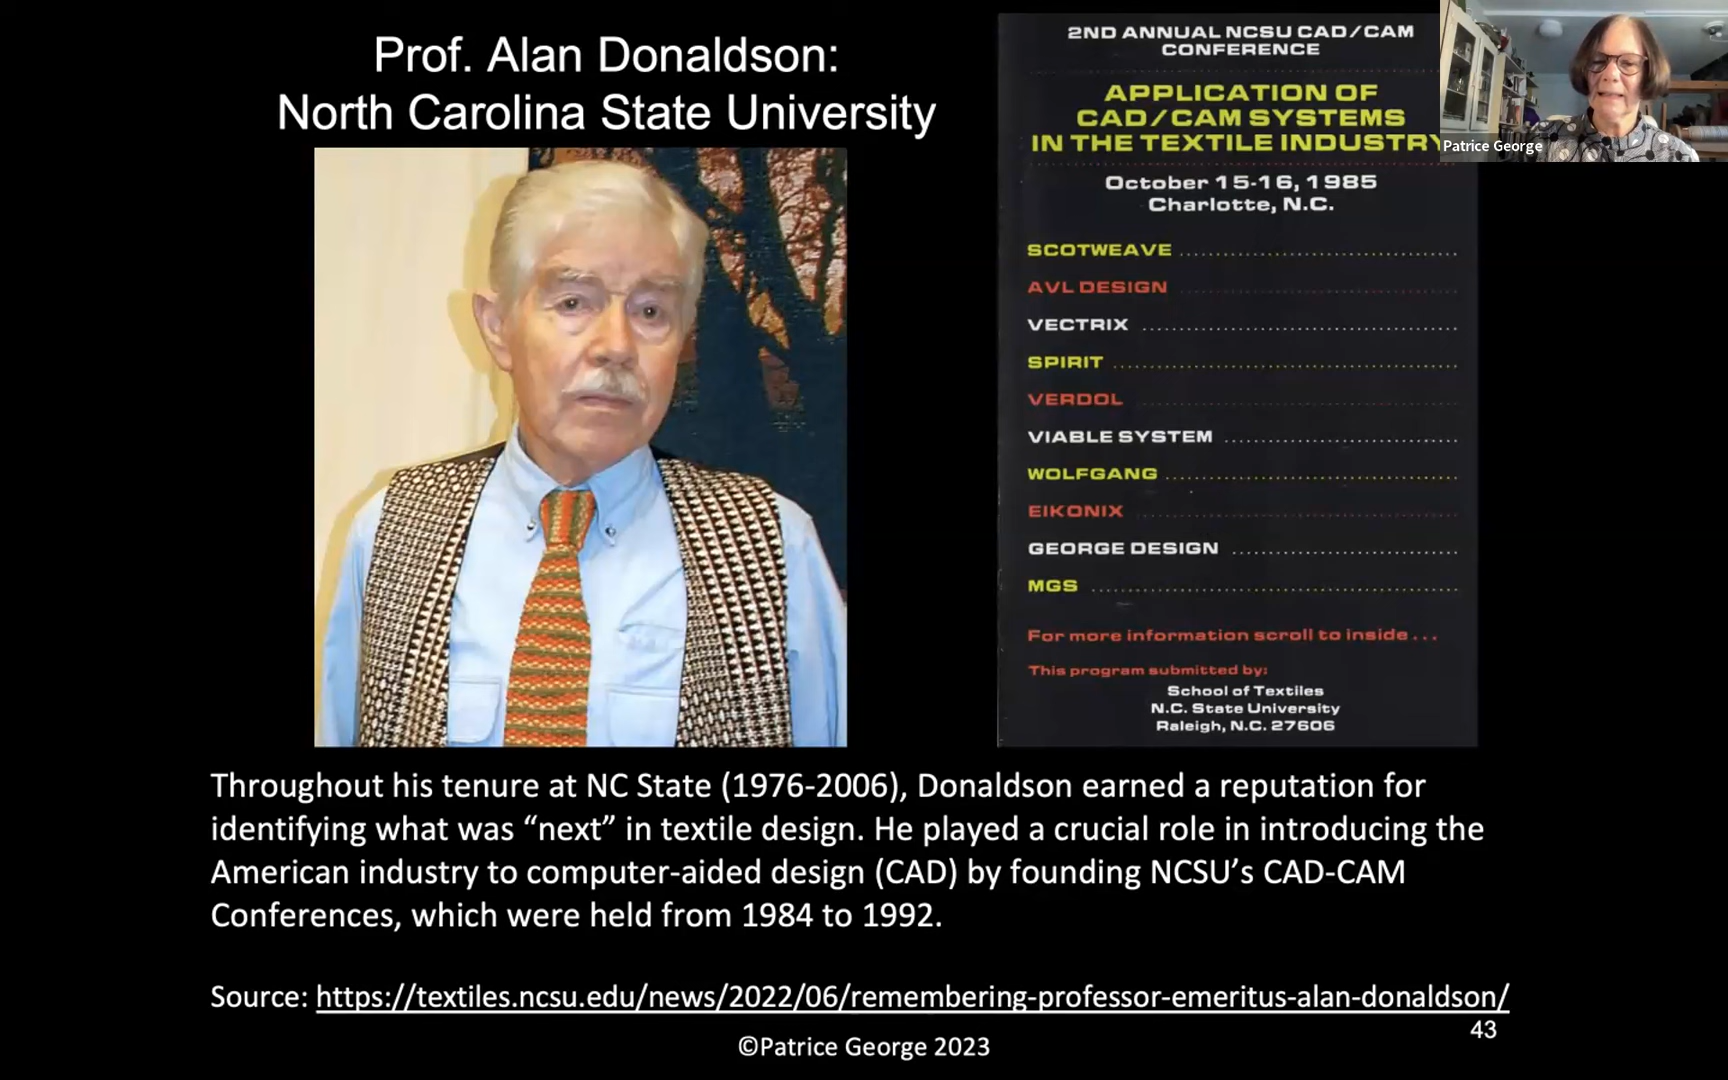 Prof. Alan Donaldson:
North Carolina State University
2ND ANNUAL NCSU CAD/CAM
CONFERENCE
APPLICATION OF
CAD/CAM SYSTEMS
IN THE TEXTILE INDUSTRY
October 15-16, 1985
Charlotte, N.C.
SCOTWEAVE
AVL DESIGN
VECTRIX
SPIRIT
VERDOL
VIABLE SYSTEM
WOLFGANG
EIKONIX
GEORGE DESIGN
MGS
For more information scroll to inside...
This program submitted by:
School of Textiles
N.C. State University
Raleigh, N.C. 27606
Patrice George
Throughout his tenure at NC State (1976-2006), Donaldson earned a reputation for
identifying what was “next” in textile design. He played a crucial role in introducing the
American industry to computer-aided design (CAD) by founding NCSU’s CAD-CAM
Conferences, which were held from 1984 to 1992.
Source: https://textiles.ncsu.edu/news/2022/06/remembering-professor-emeritus-alan-donaldson/
43
©Patrice George 2023